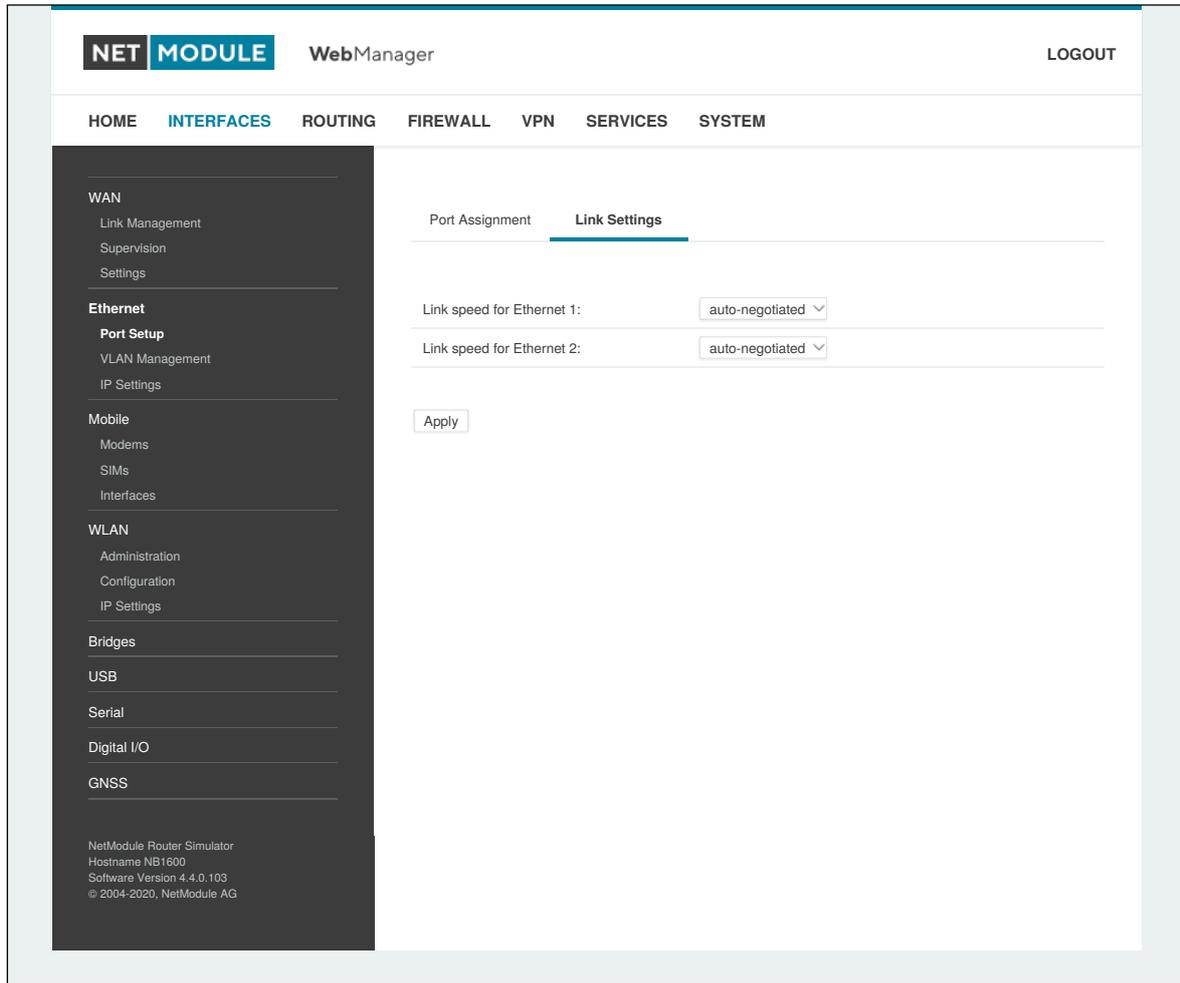 NET MODULE WebManager LOGOUT
HOME INTERFACES ROUTING FIREWALL VPN SERVICES SYSTEM
WAN
Link Management
Supervision
Settings
Ethernet
Port Setup
VLAN Management
IP Settings
Mobile
Modems
SIMs
Interfaces
WLAN
Administration
Configuration
IP Settings
Bridges
USB
Serial
Digital I/O
GNSS
NetModule Router Simulator
Hostname NB1600
Software Version 4.4.0.103
© 2004-2020, NetModule AG
Port Assignment Link Settings
Link speed for Ethernet 1: auto-negotiated
Link speed for Ethernet 2: auto-negotiated
Apply